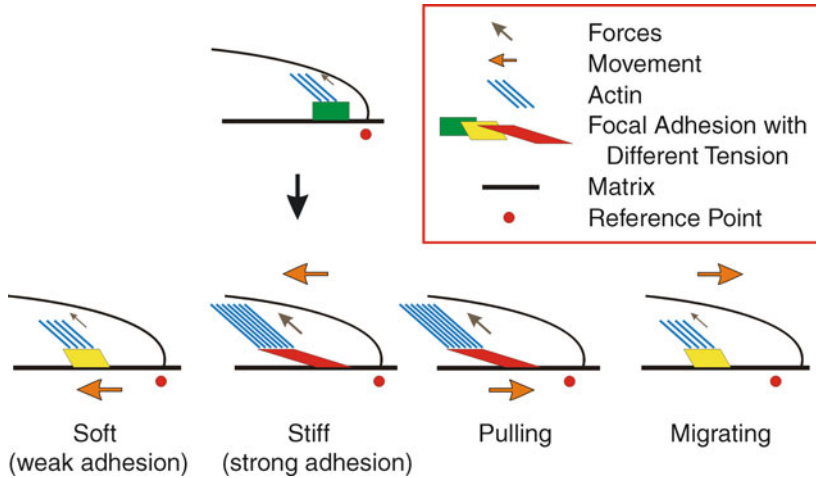 Forces
Movement
Actin
Focal Adhesion with
Different Tension
Matrix
Reference Point
Soft
(weak adhesion)
Stiff
(strong adhesion)
Pulling
Migrating